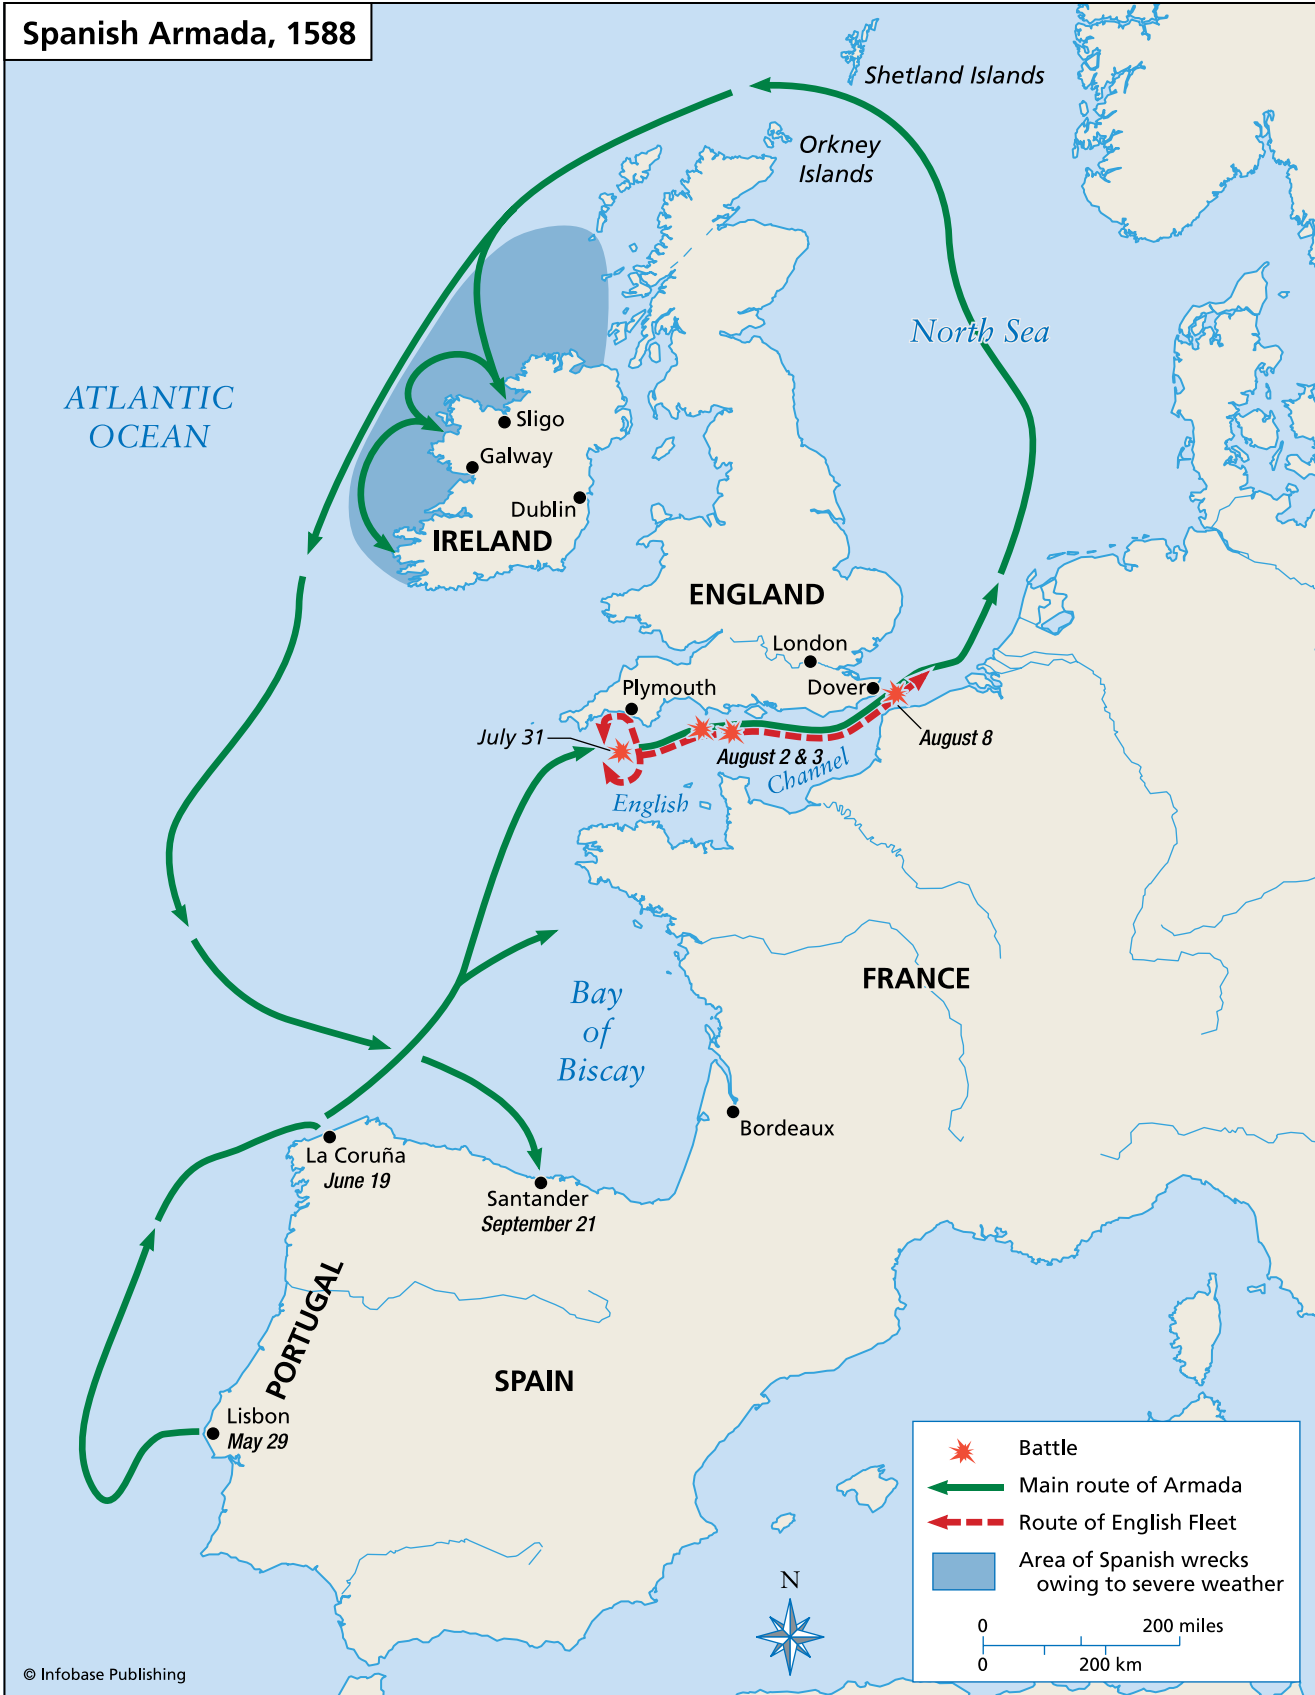 Spanish Armada, 1588
Shetland Islands
Orkney
Islands
North Sea
ATLANTIC
OCEAN
Sligo
Galway
Dublin
IRELAND
ENGLAND
London
Dover
Plymouth
July 31
August 2 & 3
August 8
English
Channel
FRANCE
Bay
of
Biscay
Bordeaux
La Coruña
June 19
Santander
September 21
PORTUGAL
SPAIN
Lisbon
May 29
Battle
Main route of Armada
Route of English Fleet
Area of Spanish wrecks
owing to severe weather
0 200 miles
0 200 km
N
© Infobase Publishing